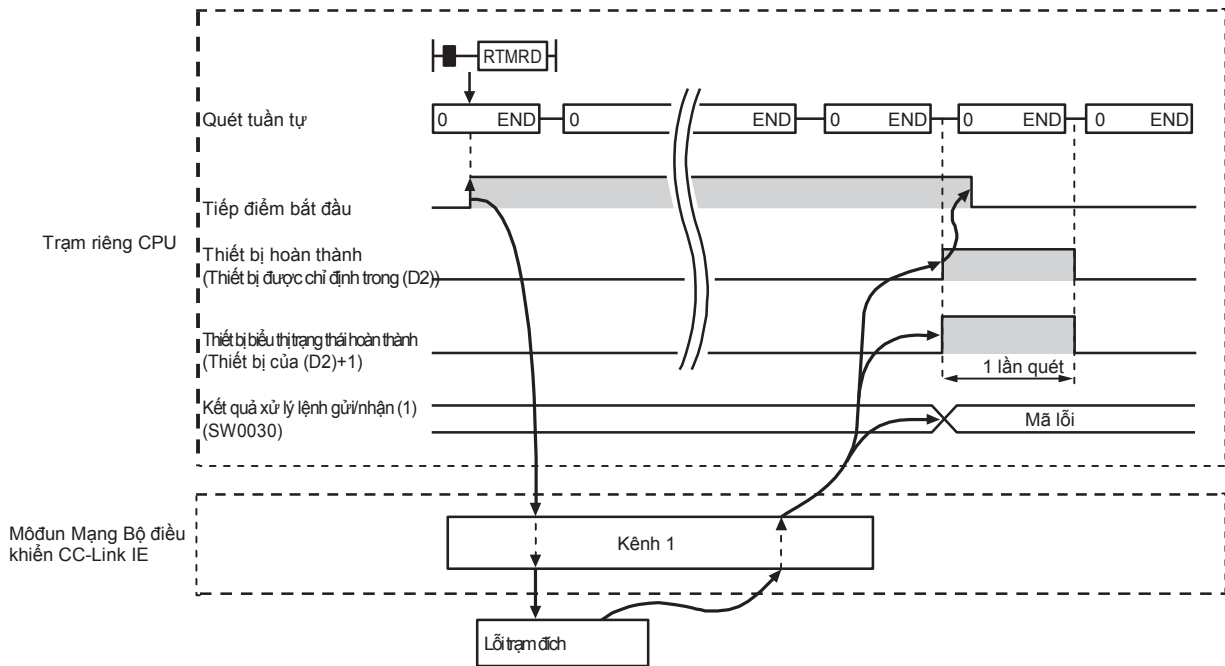 RTMRD
Quét tuần tự
0 END 0 END 0 END 0 END 0 END
Tiếp điểm bắt đầu
Trạm riêng CPU
Thiết bị hoàn thành
(Thiết bị được chỉ định trong (D2))
Thiết bị biểu thị trạng thái hoàn thành
(Thiết bị của (D2)+1)
1 lần quét
Kết quả xử lý lệnh gửi/nhận (1)
(SW0030)
Mã lỗi
Môđun Mạng Bộ điều
khiển CC-Link IE
Kênh 1
Lỗi trạm đích